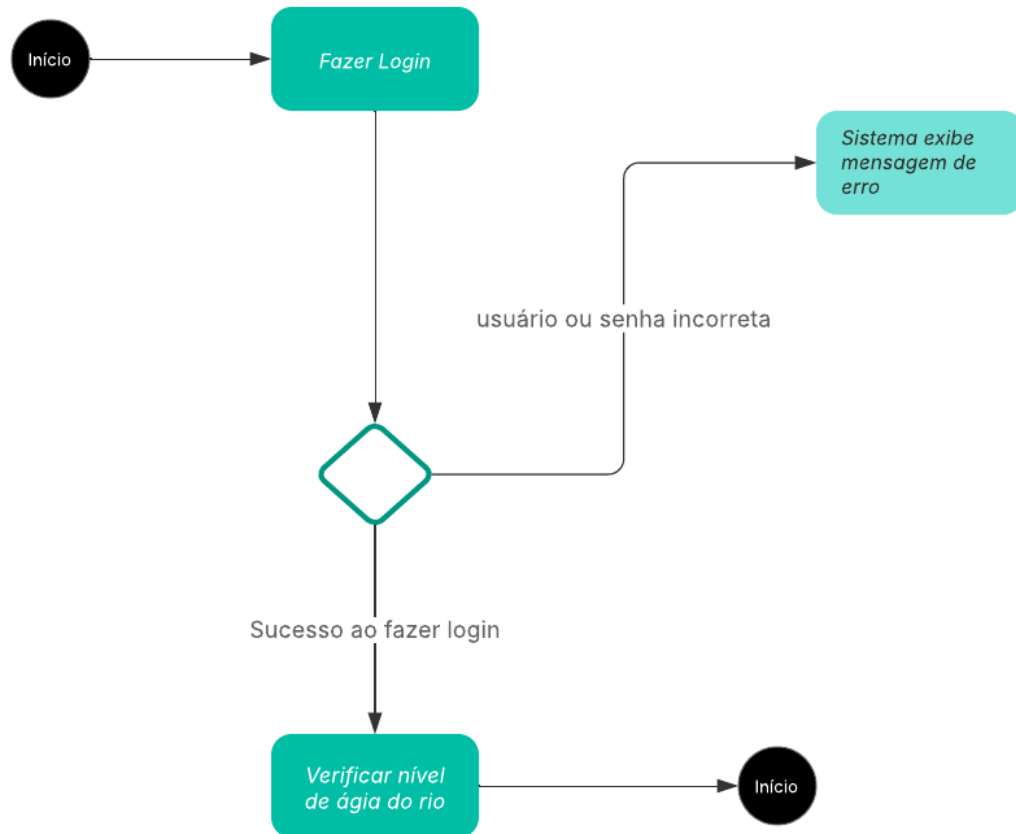 Início
Fazer Login
Sistema exibe
mensagem de
erro
usuário ou senha incorreta
Sucesso ao fazer login
Verificar nível
de ágia do rio
Início